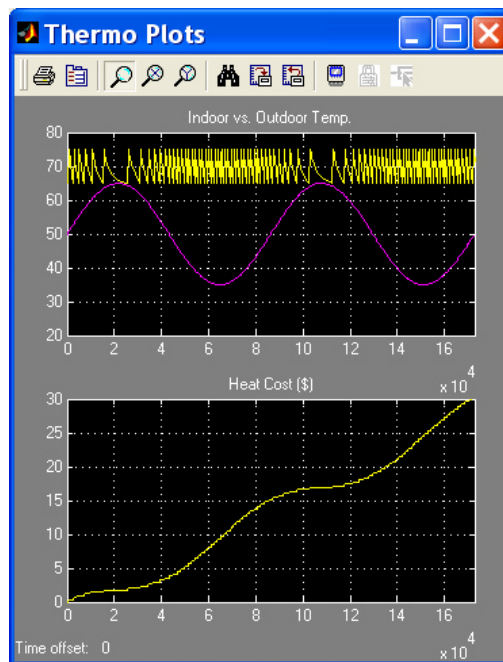 Thermo Plots
Indoor vs. Outdoor Temp.
80
70
60
50
40
30
20
0 2 4 6 8 10 12 14 16
x 10^4
Heat Cost ($)
30
25
20
15
10
5
0
0 2 4 6 8 10 12 14 16
x 10^4
Time offset: 0